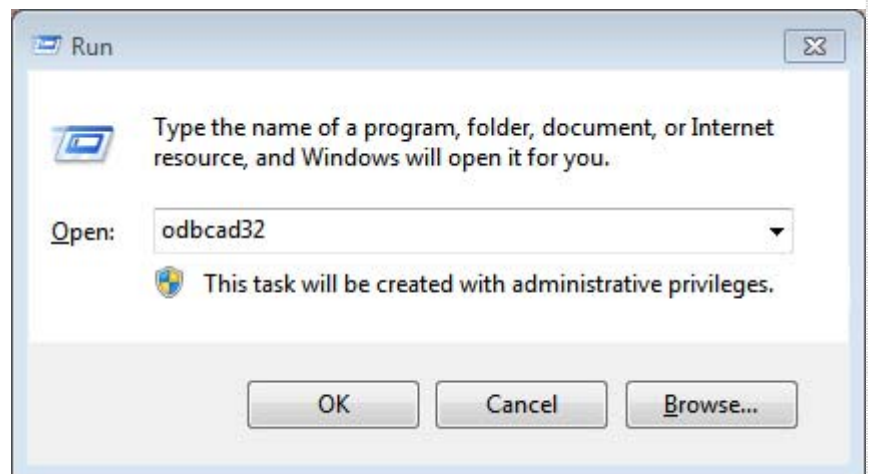 Run
Type the name of a program, folder, document, or Internet
resource, and Windows will open it for you.
Open: odbcad32
This task will be created with administrative privileges.
OK Cancel Browse...